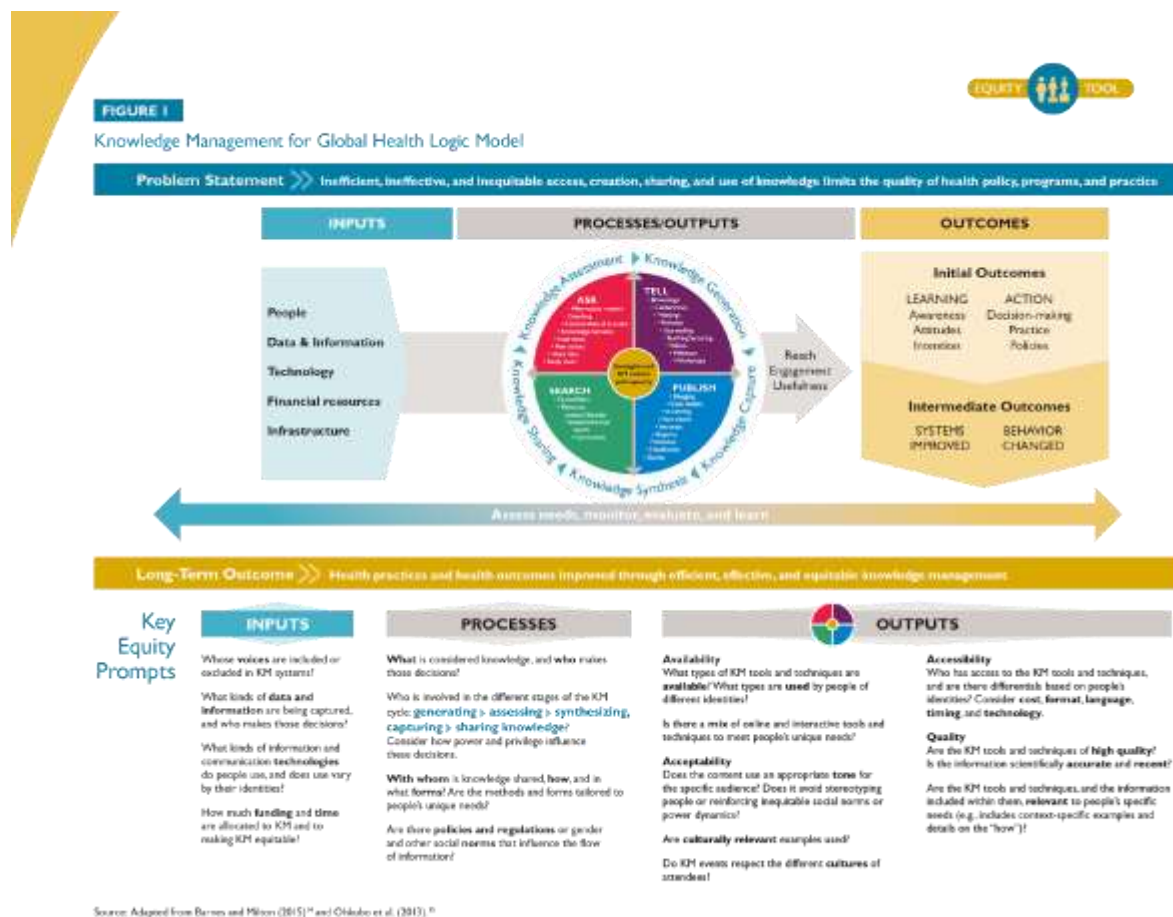 EQUITY TOOL
FIGURE 1
Knowledge Management for Global Health Logic Model
Problem Statement >> Inefficient, ineffective, and inequitable access, creation, sharing, and use of knowledge limits the quality of health policy, programs, and practice
INPUTS
PROCESSES/OUTPUTS
OUTCOMES
People
Data & Information
Technology
Financial resources
Infrastructure
Knowledge Assessment
Knowledge Generation
Knowledge Capture
Knowledge Synthesis
Knowledge Sharing
ASK
TELL
SEARCH
PUBLISH
Reach
Engagement
Usefulness
Initial Outcomes
LEARNING
Awareness
Attitudes
Intention
ACTION
Decision-making
Practice
Policies
Intermediate Outcomes
SYSTEMS
IMPROVED
BEHAVIOR
CHANGED
Assess needs, monitor, evaluate, and learn
Long-Term Outcome >> Health practices and health outcomes improved through efficient, effective, and equitable knowledge management
Key
Equity
Prompts
INPUTS
Whose voices are included or
excluded in KM systems?
What kinds of data and
information are being captured,
and who makes those decisions?
What kinds of information and
communication technologies
do people use, and does use vary
by their identities?
How much funding and time
are allocated to KM and to
making KM equitable?
PROCESSES
What is considered knowledge, and who makes
those decisions?
Who is involved in the different stages of the KM
cycle: generating > assessing > synthesizing,
capturing > sharing knowledge?
Consider how power and privilege influence
these decisions.
With whom is knowledge shared, how, and in
what forms? Are the methods and forms tailored to
people's unique needs?
Are there policies and regulations or gender
and other social norms that influence the flow
of information?
OUTPUTS
Availability
What types of KM tools and techniques are
available? What types are used by people of
different identities?
Is there a mix of online and interactive tools and
techniques to meet people's unique needs?
Acceptability
Does the content use an appropriate tone for
the specific audience? Does it avoid stereotyping
people or reinforcing inequitable social norms or
power dynamics?
Are culturally relevant examples used?
Do KM events respect the different cultures of
attendees?
Accessibility
Who has access to the KM tools and techniques,
and are there differentials based on people's
identities? Consider cost, format, language,
timing, and technology.
Quality
Are the KM tools and techniques of high quality?
Is the information scientifically accurate and recent?
Are the KM tools and techniques, and the information
included within them, relevant to people's specific
needs (e.g., includes context-specific examples and
details on the "how")?
Source: Adapted from Barnes and Milton (2015) and Ohkubo et al. (2013).